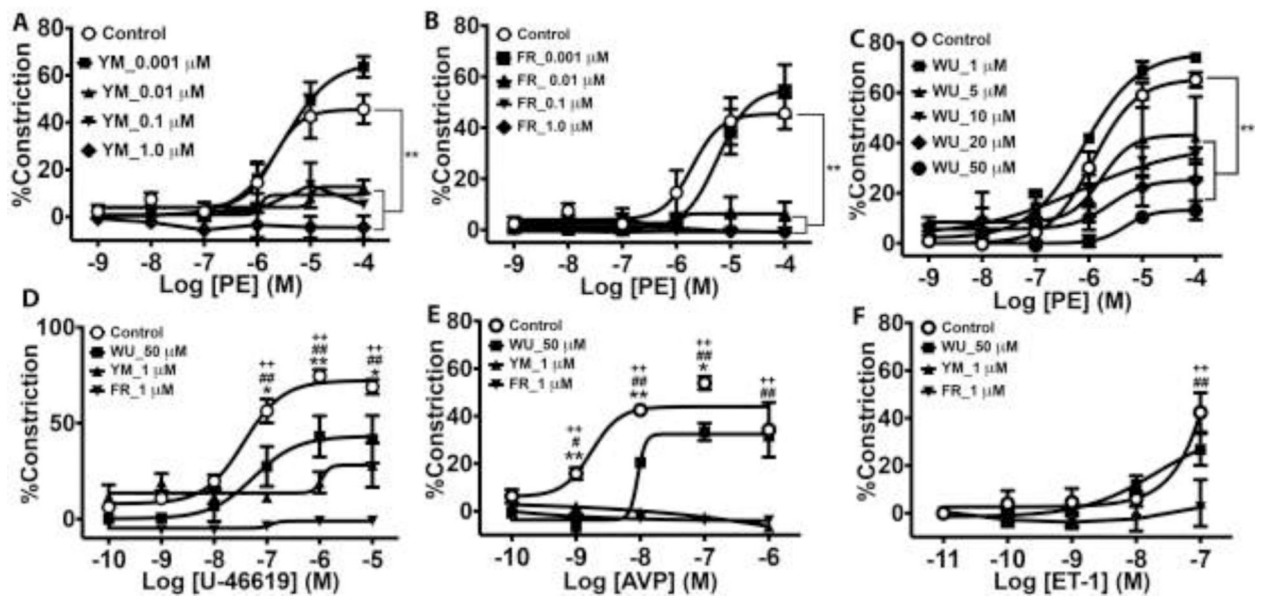 A
80
60
40
20
0
%Constriction
Control
YM_0.001 μM
YM_0.01 μM
YM_0.1 μM
YM_1.0 μM
**
-9 -8 -7 -6 -5 -4
Log [PE] (M)
B
80
60
40
20
0
%Constriction
Control
FR_0.001 μM
FR_ 0.01 μM
FR_0.1 μM
FR_1.0 μM
**
-9 -8 -7 -6 -5 -4
Log [PE] (M)
C
80
60
40
20
0
%Constriction
Control
WU_1 μM
WU_5 μM
WU_10 μM
WU_20 μM
WU_50 μM
**
-9 -8 -7 -6 -5 -4
Log [PE] (M)
D
100
50
0
%Constriction
Control
WU_50 μM
YM_1 μM
FR_1 μM
++
##
*
++
##
**
++
##
*
-10 -9 -8 -7 -6 -5
Log [U-46619] (M)
E
80
60
40
20
0
%Constriction
Control
WU_50 μM
YM_1 μM
FR_1 μM
++
#
**
++
##
**
++
##
*
++
##
-10 -9 -8 -7 -6
Log [AVP] (M)
F
80
60
40
20
0
%Constriction
Control
WU_50 μM
YM_1 μM
FR_1 μM
++
##
-11 -10 -9 -8 -7
Log [ET-1] (M)